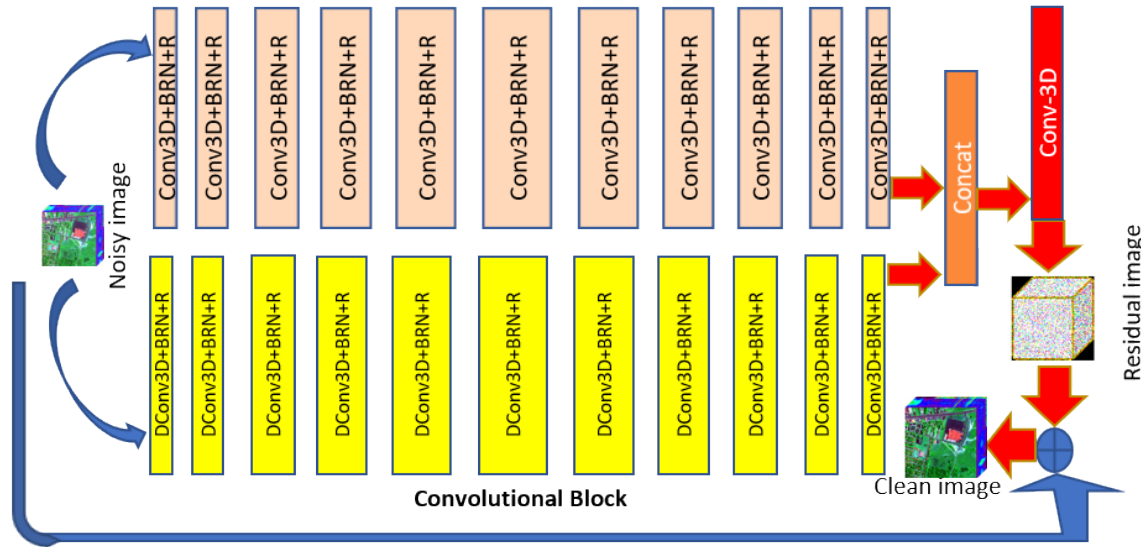 Noisy image
Conv3D+BRN+R
Conv3D+BRN+R
Conv3D+BRN+R
Conv3D+BRN+R
Conv3D+BRN+R
Conv3D+BRN+R
Conv3D+BRN+R
Conv3D+BRN+R
Conv3D+BRN+R
Conv3D+BRN+R
Conv3D+BRN+R
DConv3D+BRN+R
DConv3D+BRN+R
DConv3D+BRN+R
DConv3D+BRN+R
DConv3D+BRN+R
DConv3D+BRN+R
DConv3D+BRN+R
DConv3D+BRN+R
DConv3D+BRN+R
DConv3D+BRN+R
DConv3D+BRN+R
Concat
Conv-3D
Residual image
Clean image
Convolutional Block